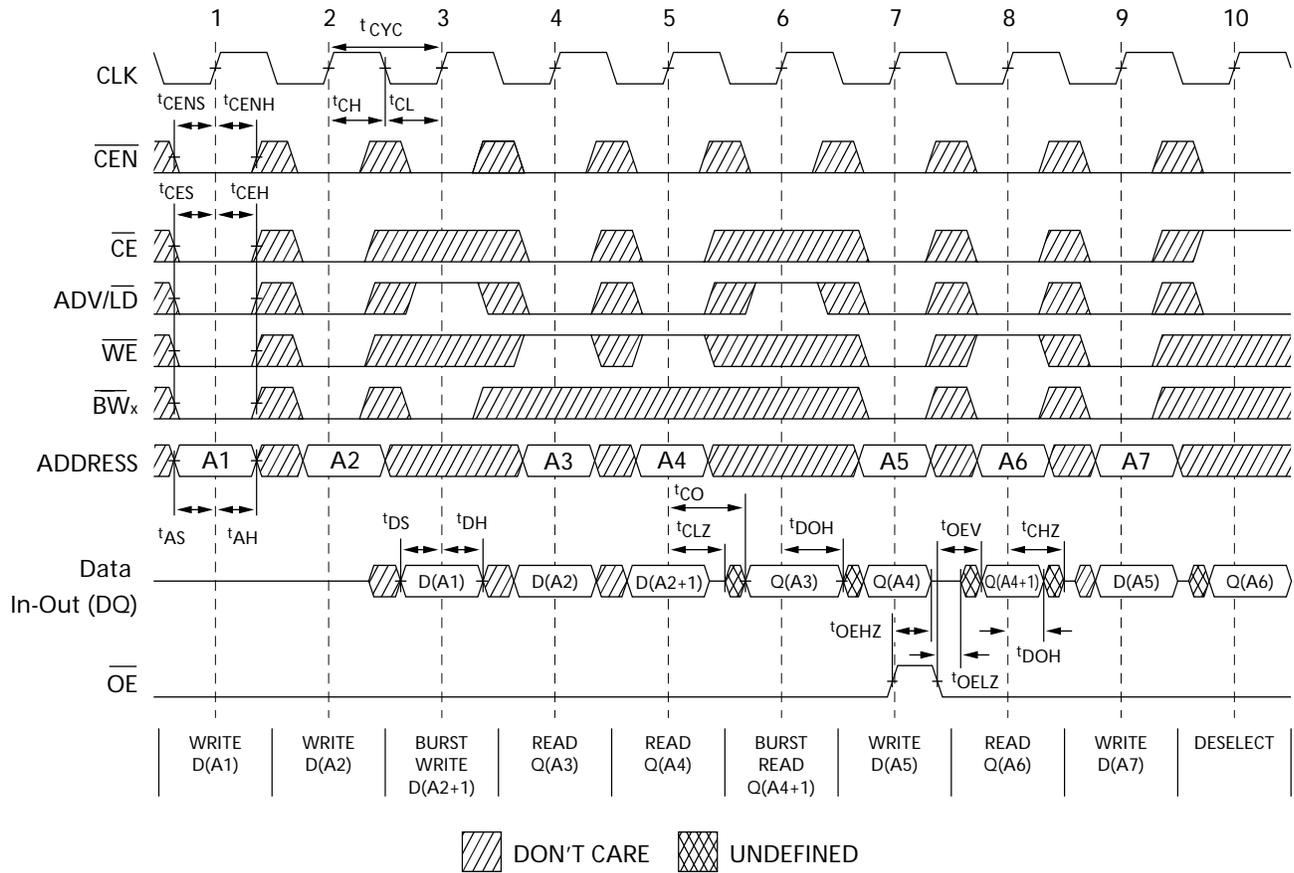 1 2 3 4 5 6 7 8 9 10
tCYC
CLK
tCENS tCENH tCH tCL
CEN
tCES tCEH
CE
ADV/LD
WE
BWx
ADDRESS A1 A2 A3 A4 A5 A6 A7
tCO
tAS tAH tDS tDH tCLZ tDOH tOEV tCHZ
Data
In-Out (DQ)
D(A1) D(A2) D(A2+1) Q(A3) Q(A4) Q(A4+1) D(A5) Q(A6)
tOEHZ tDOH
tOELZ
OE
WRITE
D(A1)
WRITE
D(A2)
BURST
WRITE
D(A2+1)
READ
Q(A3)
READ
Q(A4)
BURST
READ
Q(A4+1)
WRITE
D(A5)
READ
Q(A6)
WRITE
D(A7)
DESELECT
DON'T CARE UNDEFINED